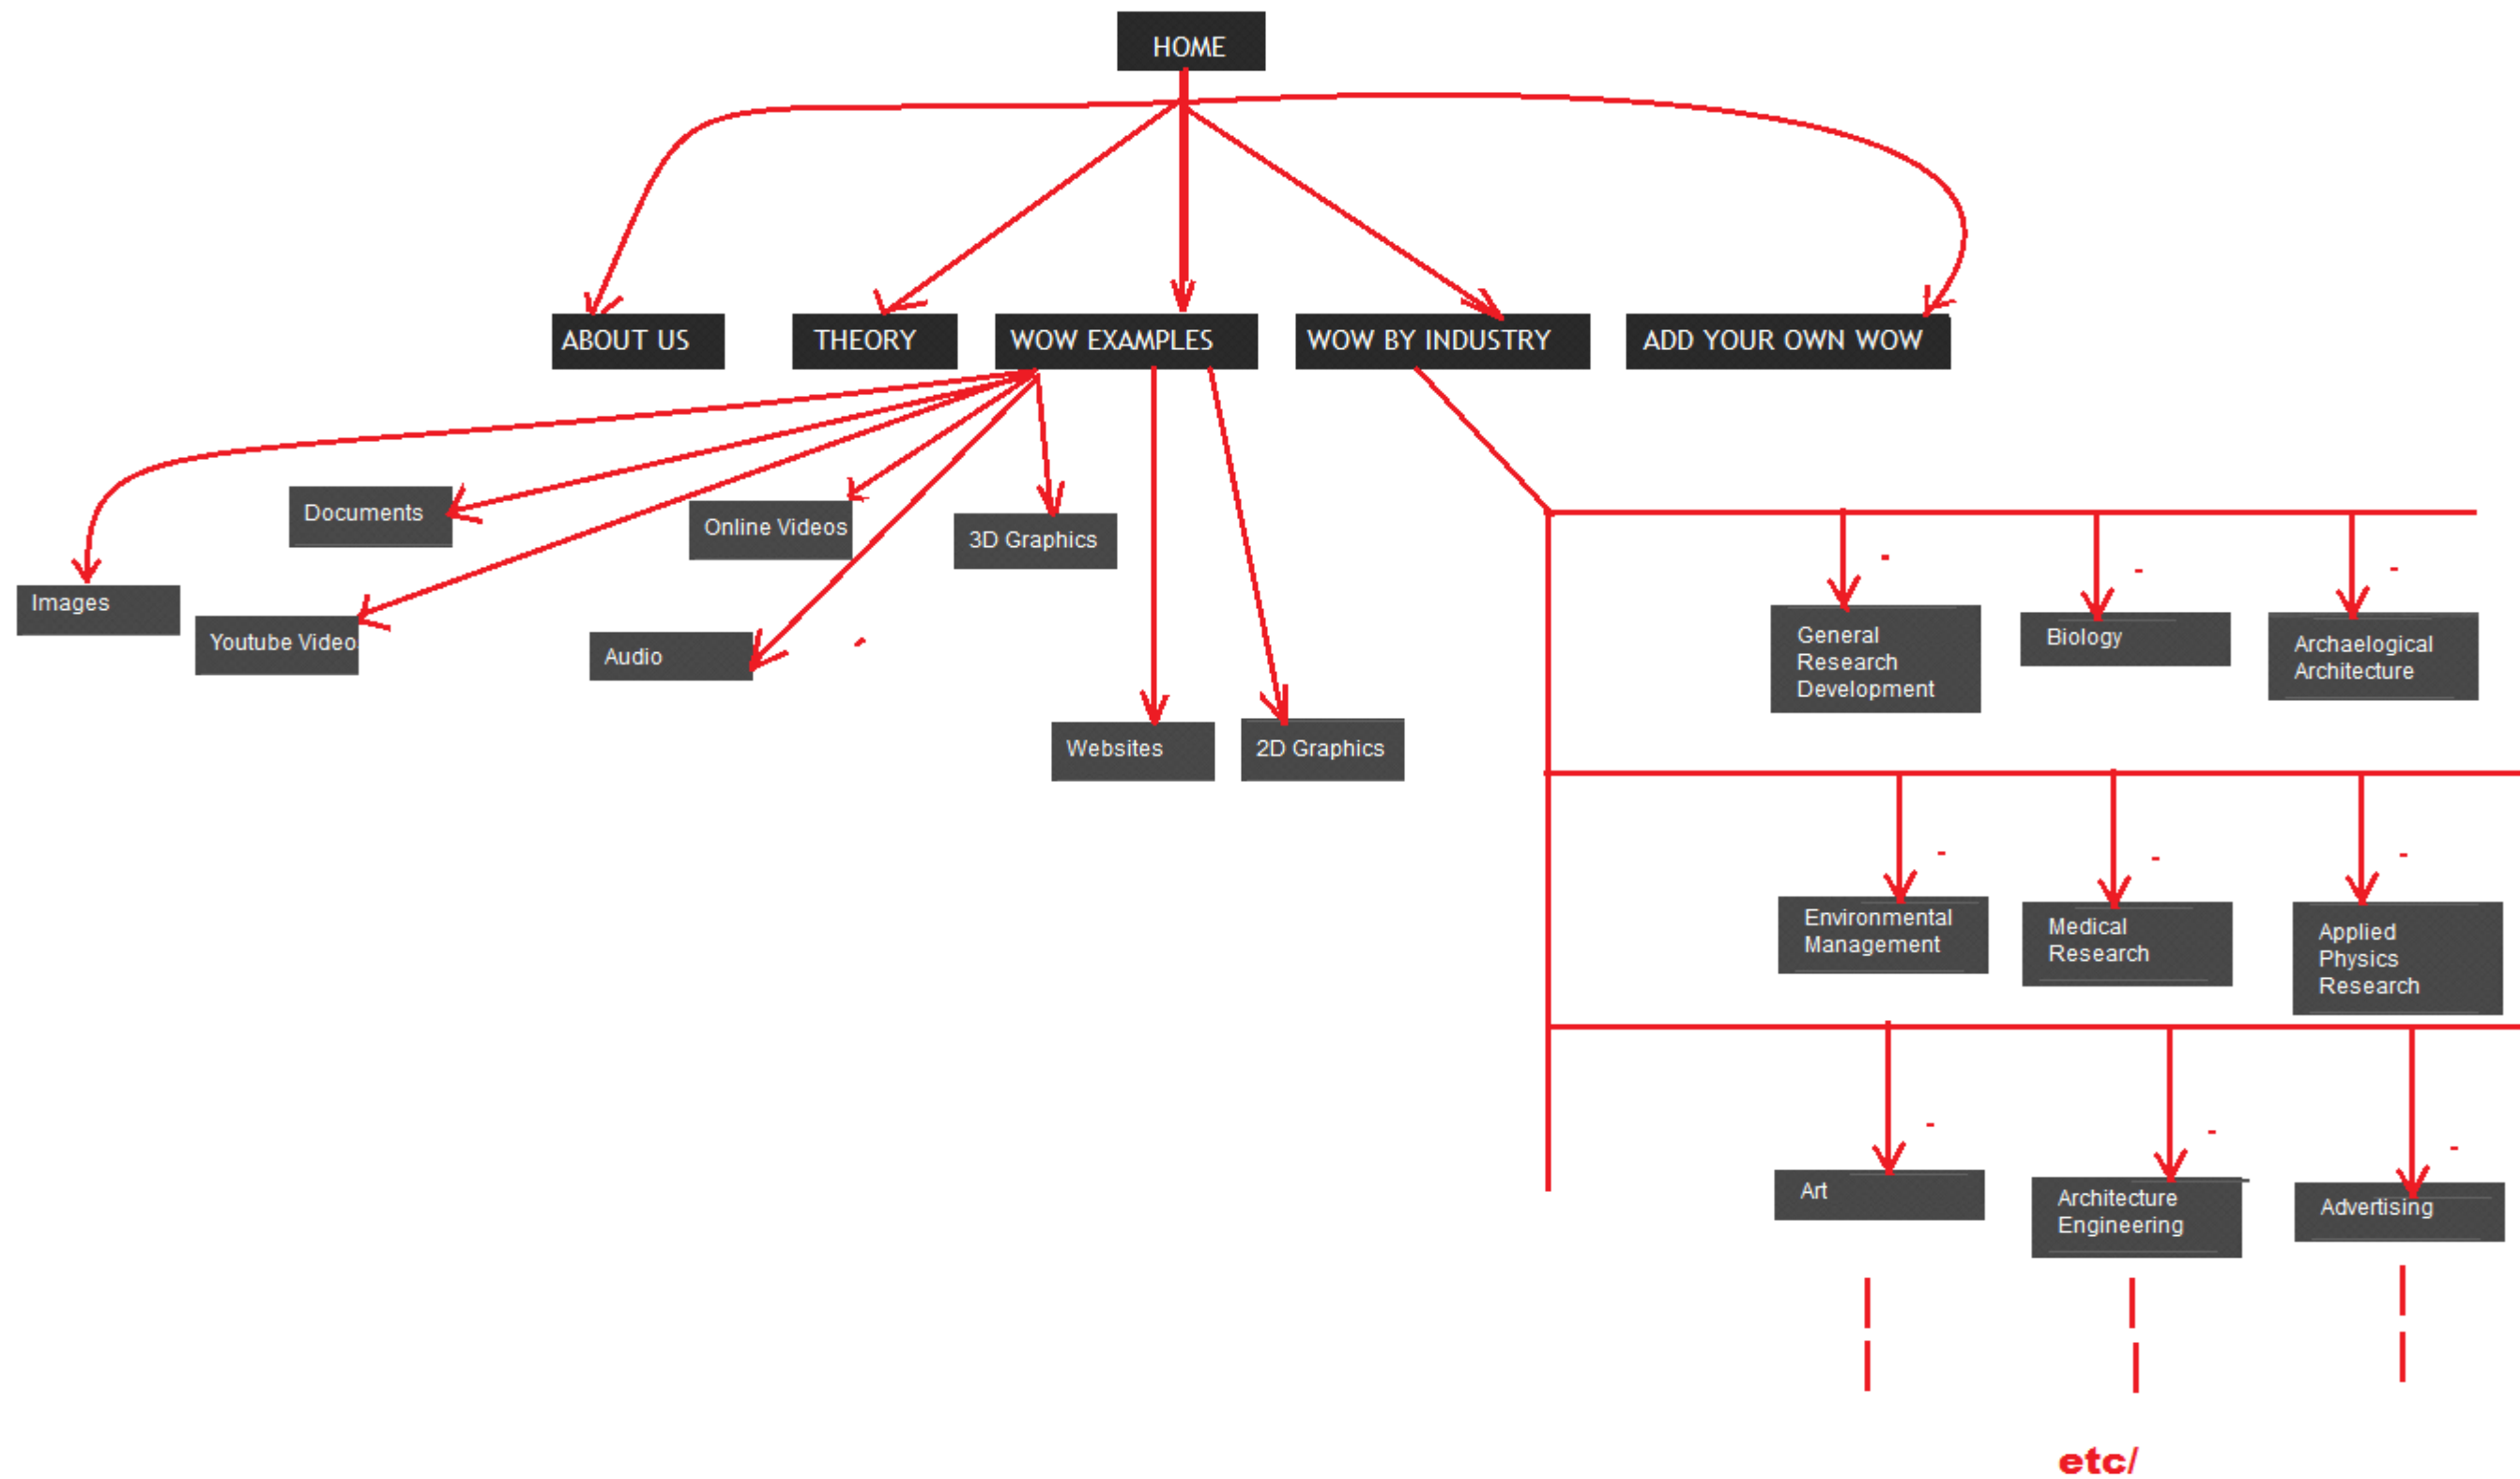 HOME
ABOUT US
THEORY
WOW EXAMPLES
WOW BY INDUSTRY
ADD YOUR OWN WOW
Documents
Online Videos
3D Graphics
Images
Youtube Video
Audio
Websites
2D Graphics
General
Research
Development
Biology
Archaelogical
Architecture
Environmental
Management
Medical
Research
Applied
Physics
Research
Art
Architecture
Engineering
Advertising
etc/